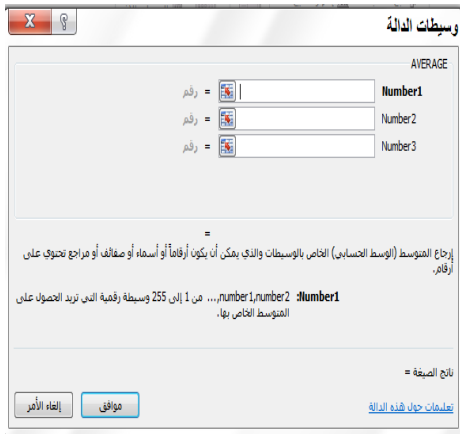 وسيطات الدالة
AVERAGE
Number1 = رقم
Number2 = رقم
Number3 = رقم
=
إرجاع المتوسط (الوسط الحسابي) الخاص بالوسيطات والذي يمكن أن يكون أرقاماً أو أسماء أو صفائف أو مراجع تحتوي على
أرقام.
Number1: number1,number2,... من 1 إلى 255 وسيطة رقمية التي تريد الحصول على
المتوسط الخاص بها.
ناتج الصيغة =
تعليمات حول هذه الدالة
موافق
إلغاء الأمر